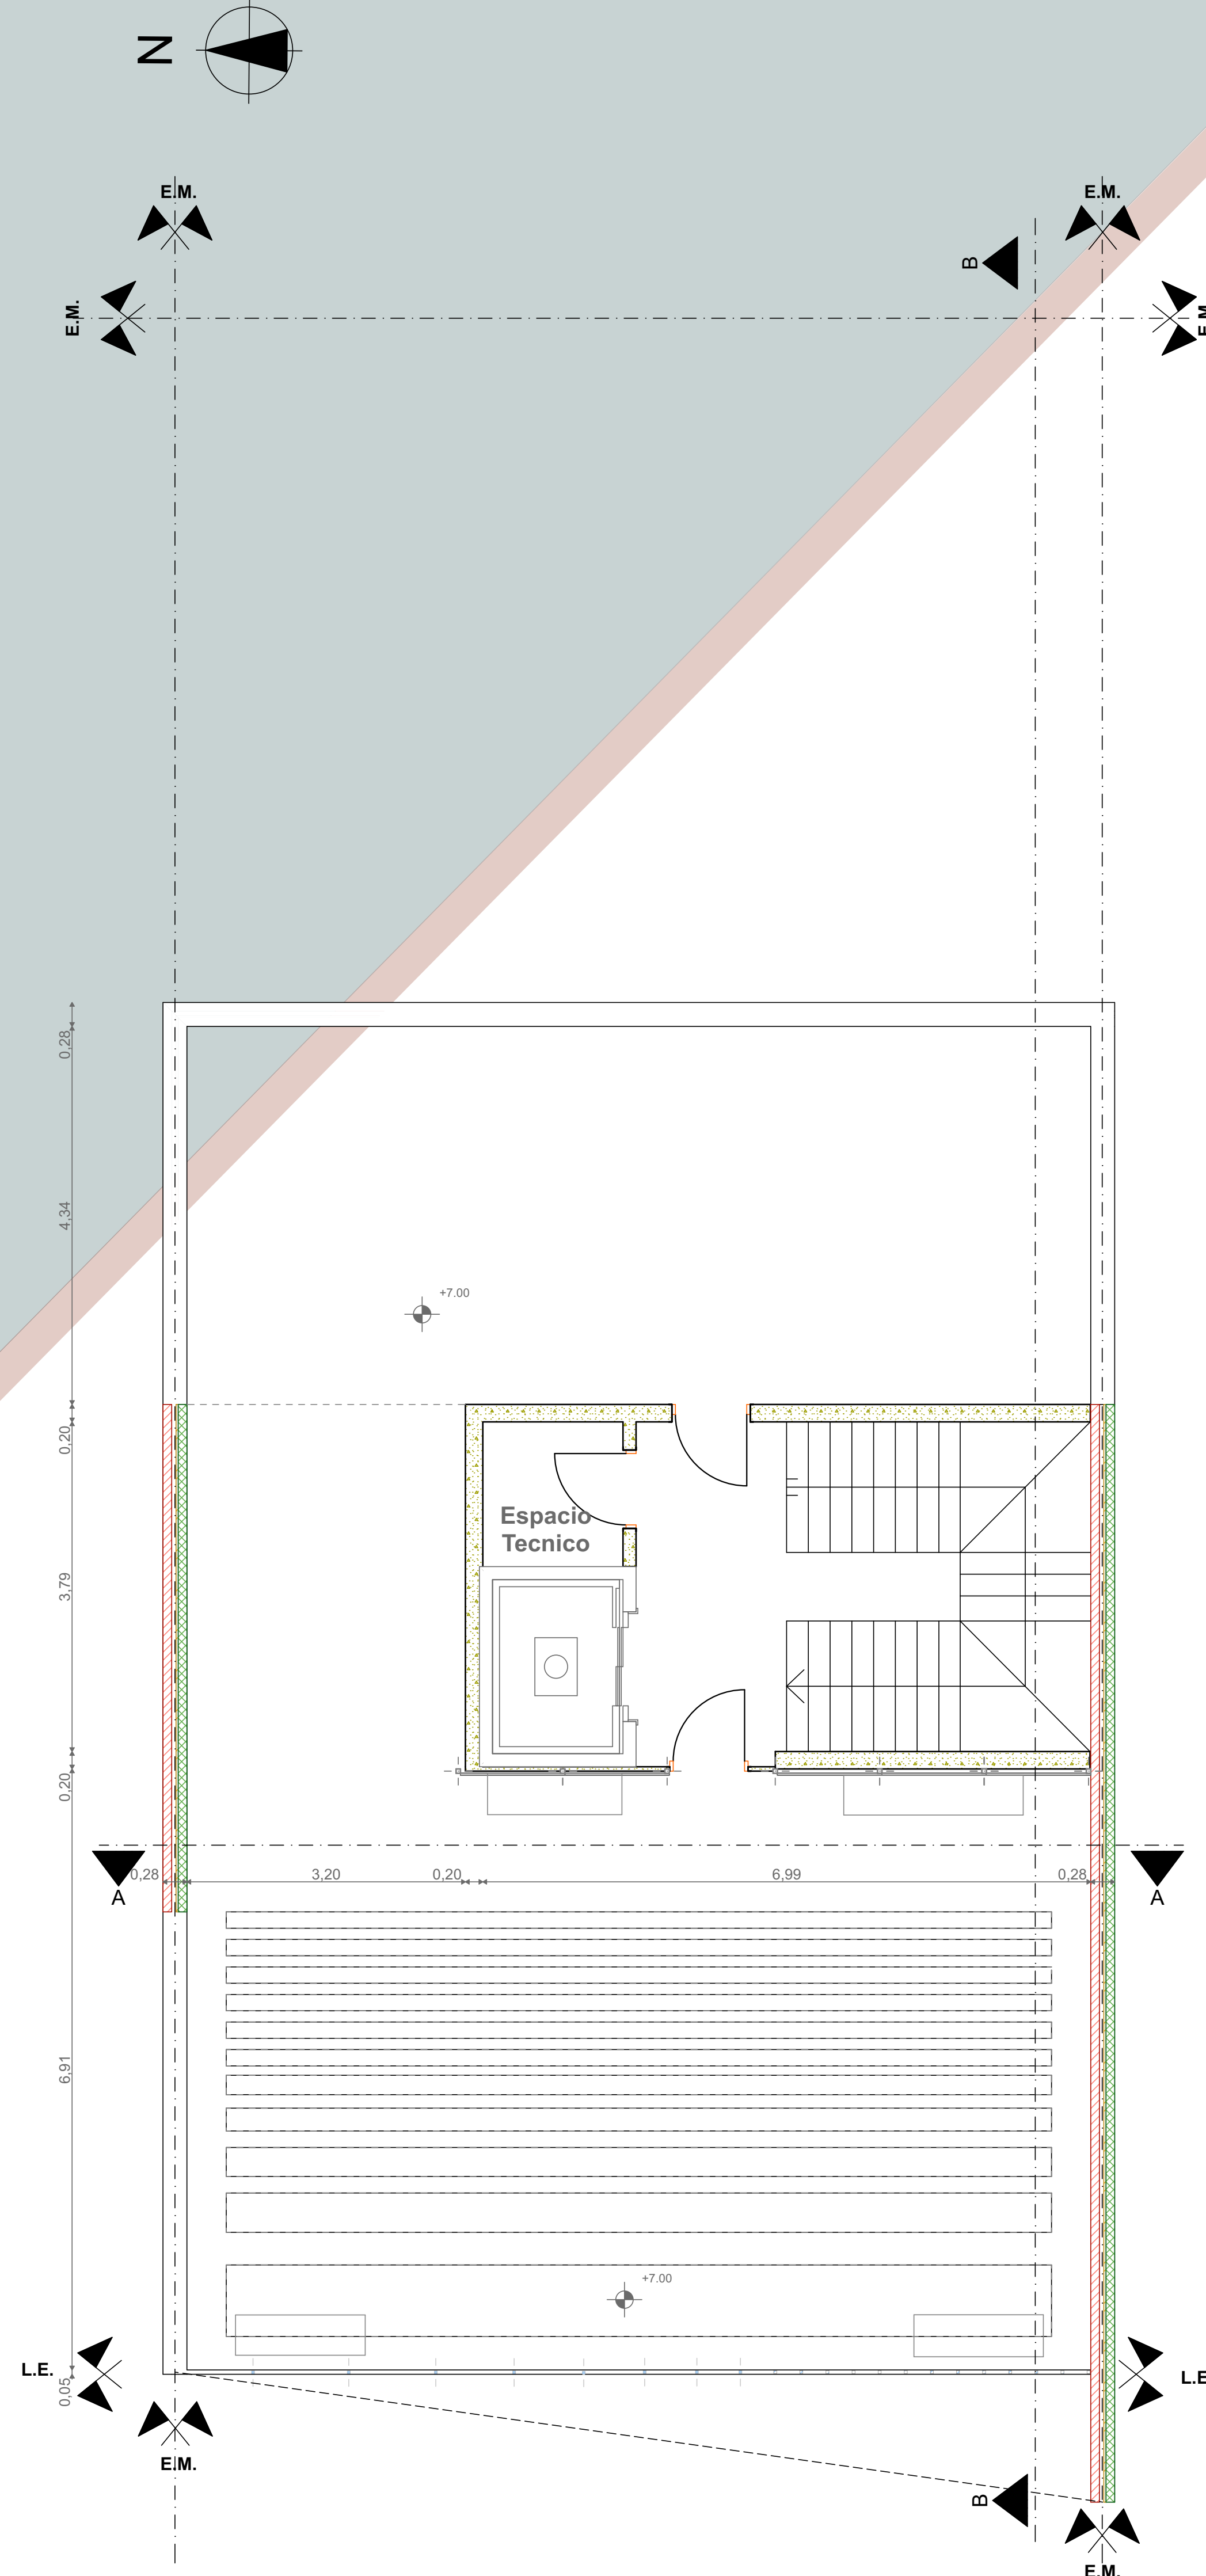 N
E.M.
E.M.
B
E.M.
E.M
0,28
4,34
+7.00
0,20
Espacio
Tecnico
3,79
0,20
0,28
3,20
0,20
6,99
0,28
A
A
6,91
+7.00
L.E.
L.E
0,05
E.M.
B
E.M.